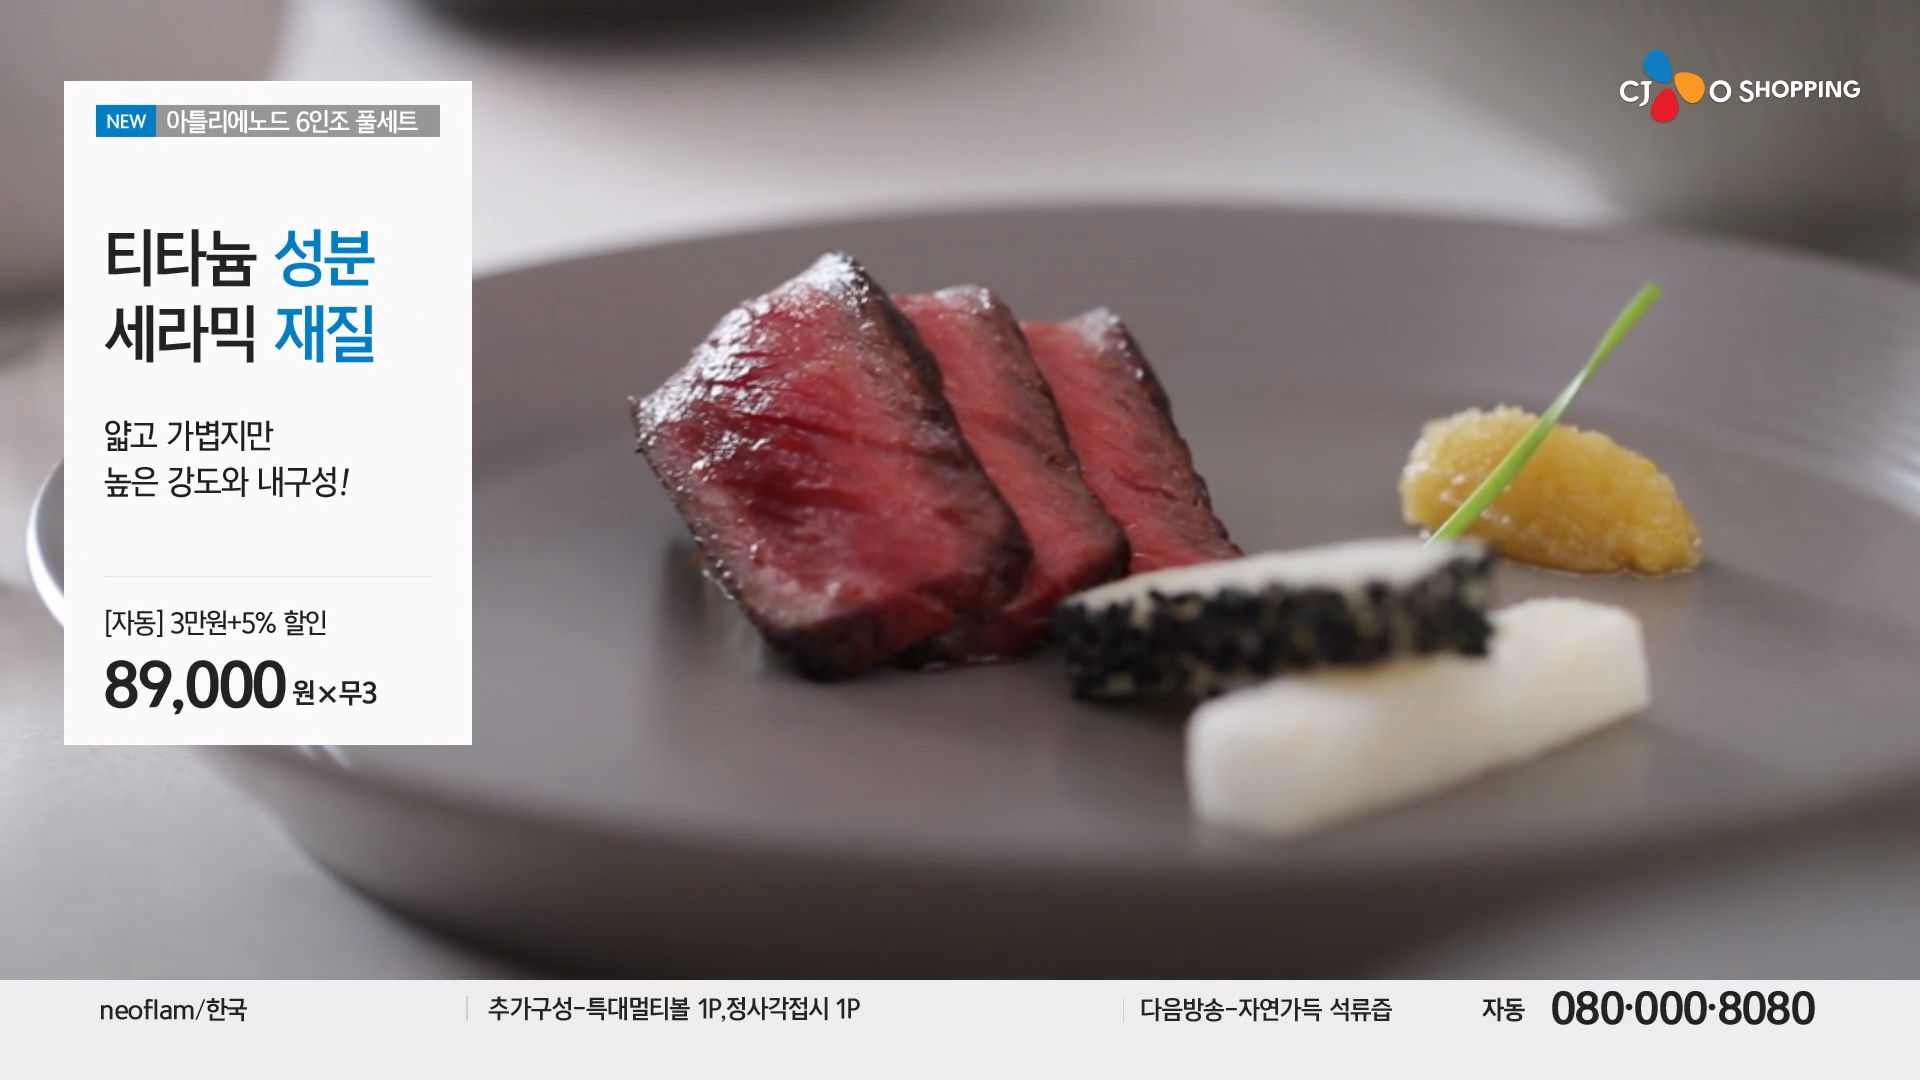 NEW 아틀리에노드 6인조 풀세트
CJ O SHOPPING
티타늄 성분
세라믹 재질
얇고 가볍지만
높은 강도와 내구성!
[자동] 3만원+5% 할인
89,000원×무3
neoflam/한국
추가구성-특대멀티볼 1P,정사각접시 1P
다음방송-자연가득 석류즙
자동 080·000·8080